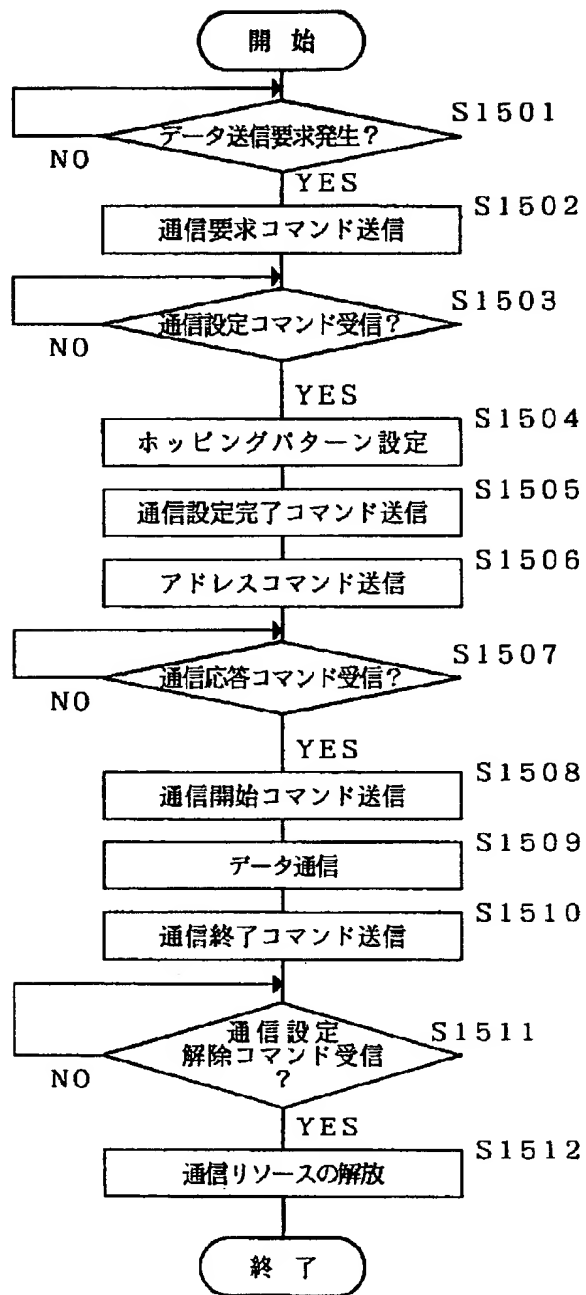 開 始
データ送信要求発生?
S1501
NO
YES
通信要求コマンド送信
S1502
通信設定コマンド受信?
S1503
NO
YES
ホッピングパターン設定
S1504
通信設定完了コマンド送信
S1505
アドレスコマンド送信
S1506
通信応答コマンド受信?
S1507
NO
YES
通信開始コマンド送信
S1508
データ通信
S1509
通信終了コマンド送信
S1510
通信設定
解除コマンド受信
?
S1511
NO
YES
通信リソースの解放
S1512
終 了